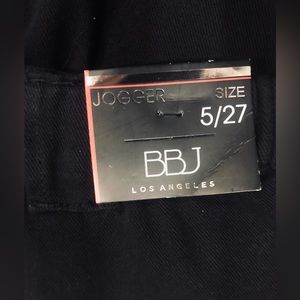 JOGGER SIZE
5/27
BBJ
LOS ANGELES